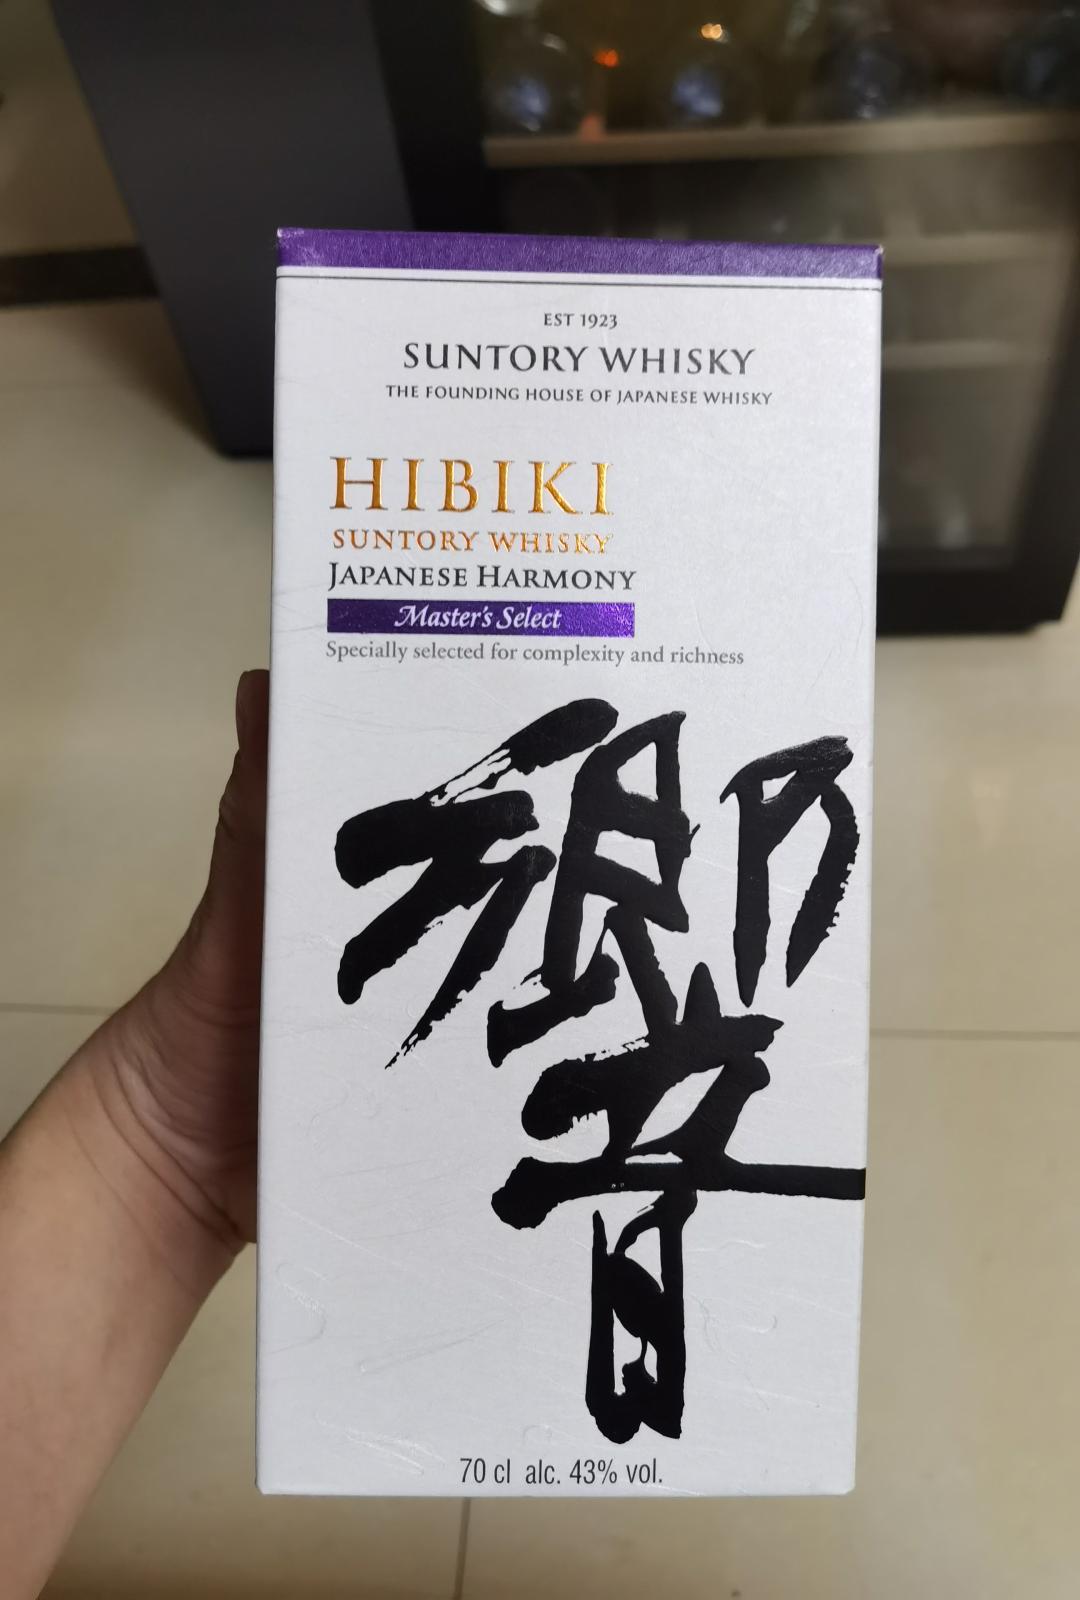 EST 1923
SUNTORY WHISKY
THE FOUNDING HOUSE OF JAPANESE WHISKY
HIBIKI
SUNTORY WHISKY
JAPANESE HARMONY
Master's Select
Specially selected for complexity and richness
響
70 cl alc. 43% vol.